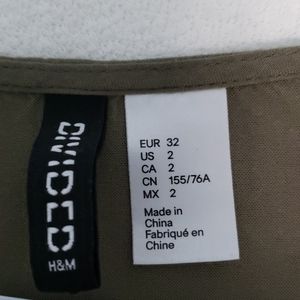 DIVIDED
H&M
EUR 32
US 2
CA 2
CN 155/76A
MX 2
Made in
China
Fabriqué en
Chine